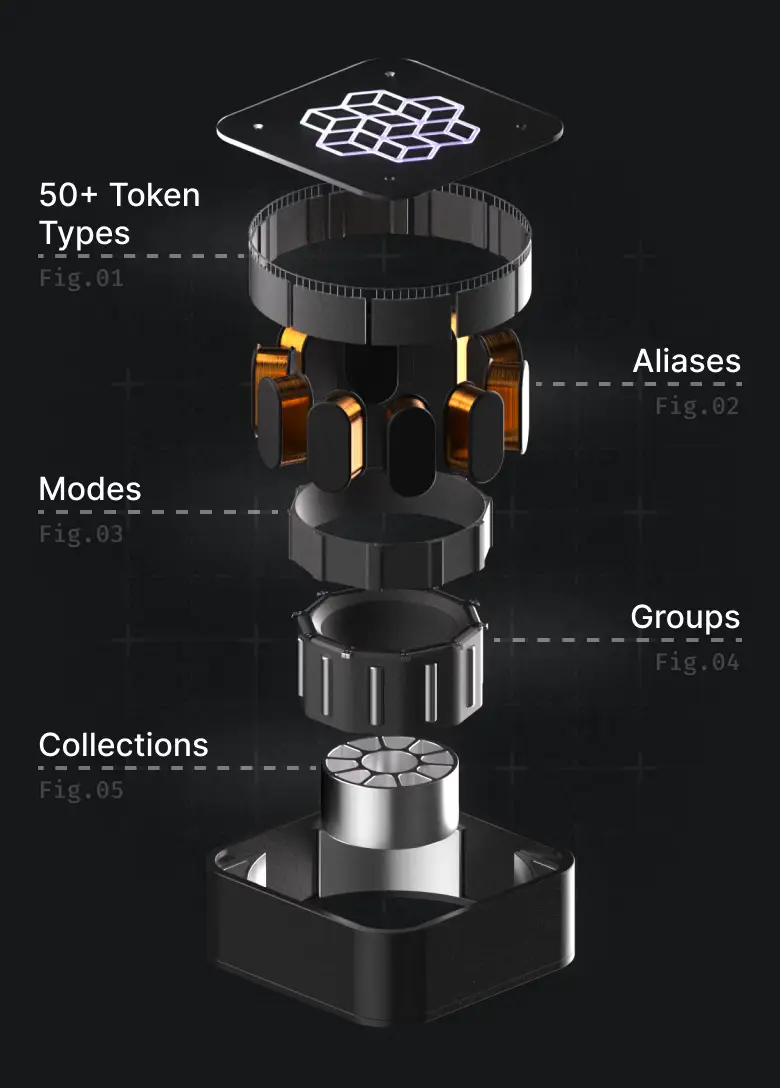 50+ Token
Types
Fig.01
Aliases
Fig.02
Modes
Fig.03
Groups
Fig.04
Collections
Fig.05